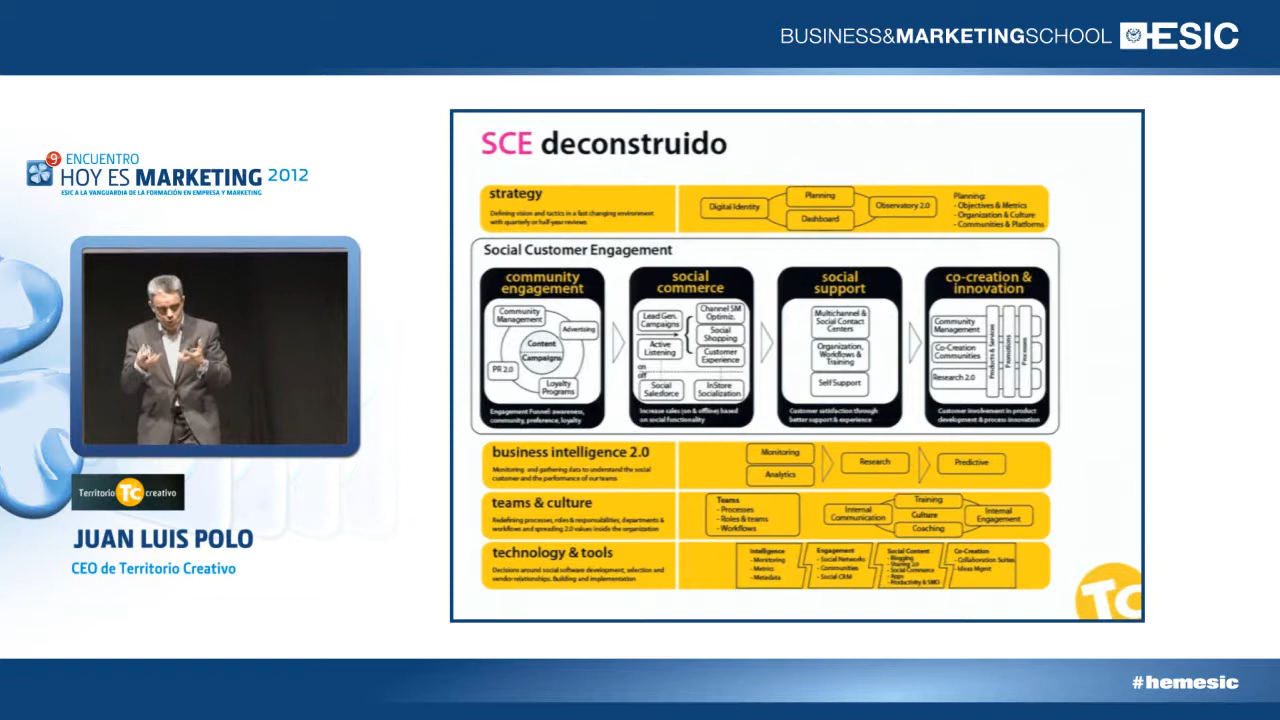 BUSINESS&MARKETINGSCHOOL ESIC
9 ENCUENTRO
HOY ES MARKETING 2012
ESIC A LA VANGUARDIA DE LA FORMACIÓN EN EMPRESA Y MARKETING
Territorio TC creativo
JUAN LUIS POLO
CEO de Territorio Creativo
SCE deconstruido
strategy
Defining vision and tactics in a fast changing environment
with quarterly or half-year reviews
Digital Identity
Planning
Dashboard
Observatory 2.0
Planning:
- Objectives & Metrics
- Organization & Culture
- Communities & Platforms
Social Customer Engagement
community
engagement
Community
Management
Advertising
Content
Campaigns
PR 2.0
Loyalty
Programs
Engagement Funnel: awareness,
community, preference, loyalty
social
commerce
Lead Gen.
Campaigns
Active
Listening
Channel SM
Optimiz.
Social
Shopping
Customer
Experience
on
off
Social
Salesforce
InStore
Socialization
Increase sales (on & offline) based
on social functionality
social
support
Multichannel &
Social Contact
Centers
Organization,
Workflows &
Training
Self Support
Customer satisfaction through
better support & experience
co-creation &
innovation
Community
Management
Co-Creation
Communities
Research 2.0
Products & Services
Promotions
Processes
Customer involvement in product
development & process innovation
business intelligence 2.0
Monitoring and gathering data to understand the social
customer and the performance of our teams
Monitoring
Analytics
Research
Predictive
teams & culture
Redefining processes, roles & responsabilities, departments &
workflows and spreading 2.0 values inside the organization
Teams
- Processes
- Roles & teams
- Workflows
Internal
Communication
Training
Culture
Coaching
Internal
Engagement
technology & tools
Decisions around social software development, selection and
vendor relationships. Building and implementation
Intelligence
- Monitoring
- Metrics
- Metadata
Engagement
- Social Networks
- Communities
- Social CRM
Social Content
- Blogging
- Sharing 2.0
- Social Commerce
- Apps
- Productivity & SMO
Co-Creation
- Collaboration Suites
- Ideas Mgmt
TC
#hemesic